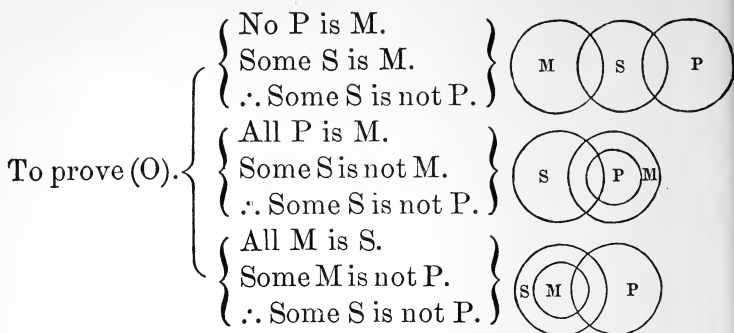 No P is M.
Some S is M.
∴ Some S is not P.
M S P
To prove (O).
All P is M.
Some S is not M.
∴ Some S is not P.
S P M
All M is S.
Some M is not P.
∴ Some S is not P.
S M P